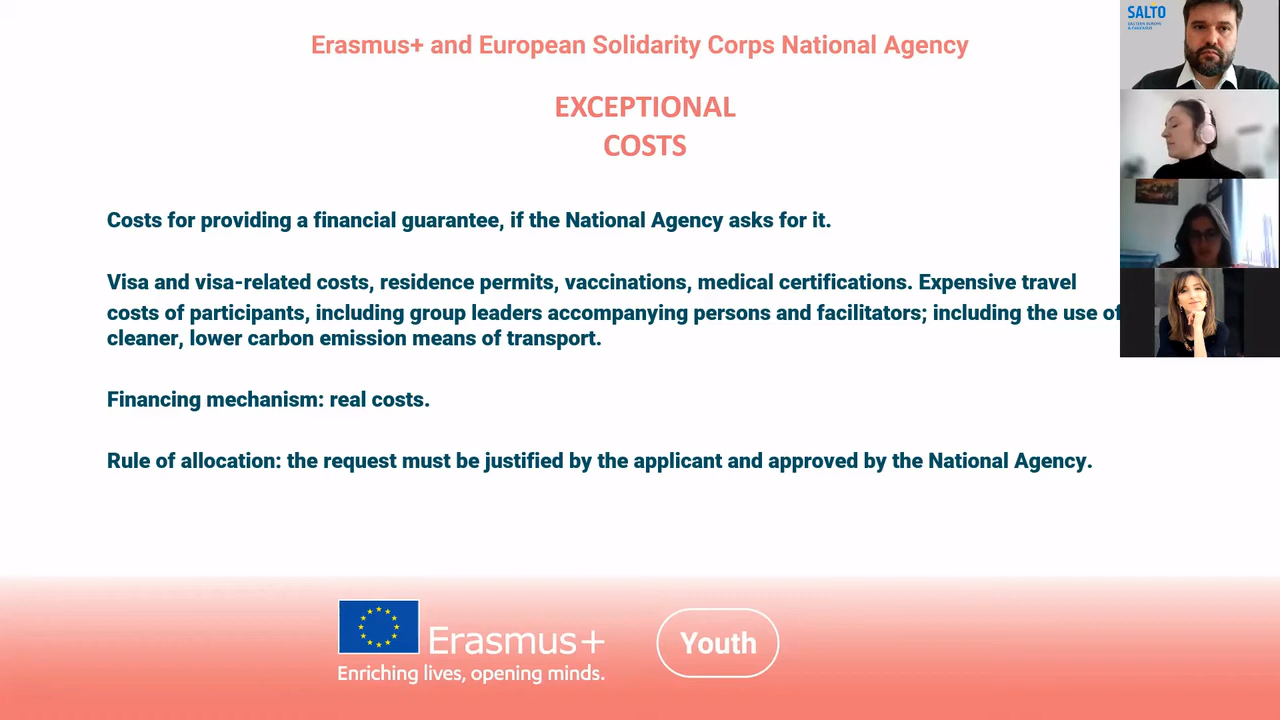 Erasmus+ and European Solidarity Corps National Agency
EXCEPTIONAL
COSTS
Costs for providing a financial guarantee, if the National Agency asks for it.
Visa and visa-related costs, residence permits, vaccinations, medical certifications. Expensive travel
costs of participants, including group leaders accompanying persons and facilitators; including the use of
cleaner, lower carbon emission means of transport.
Financing mechanism: real costs.
Rule of allocation: the request must be justified by the applicant and approved by the National Agency.
Erasmus+
Enriching lives, opening minds.
Youth
SALTO
EASTERN EUROPE
& CAUCASUS